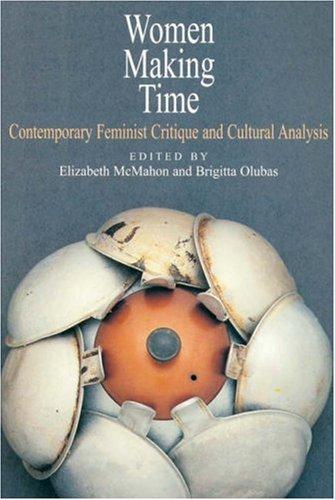 Women
Making
Time
Contemporary Feminist Critique and Cultural Analysis
EDITED BY
Elizabeth McMahon and Brigitta Olubas